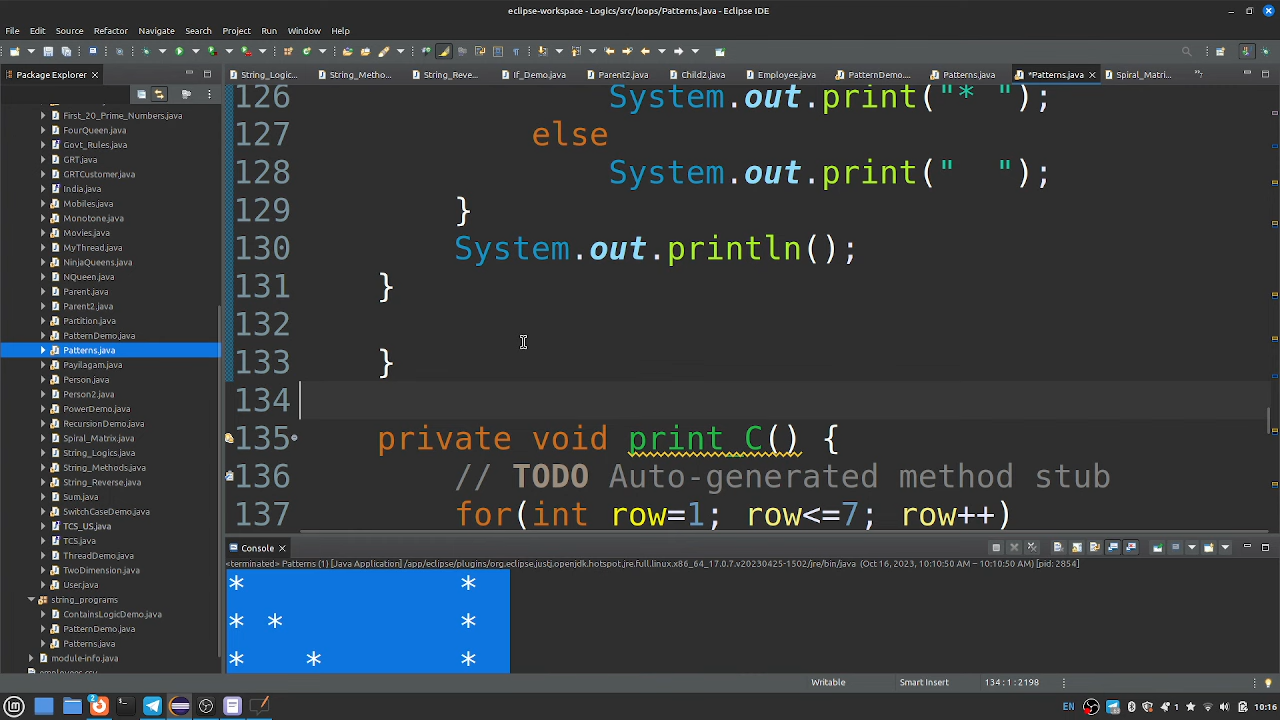 eclipse-workspace - Logics/src/loops/Patterns.java - Eclipse IDE
File Edit Source Refactor Navigate Search Project Run Window Help
Package Explorer
String_Logic...
String_Metho...
String_Reve...
If_Demo.java
Parent2.java
Child2.java
Employee.java
PatternDemo...
Patterns.java
*Patterns.java
Spiral_Matri...
First_20_Prime_Numbers.java
FourQueen.java
Govt_Rules.java
GRT.java
GRTCustomer.java
India.java
Mobiles.java
Monotone.java
Movies.java
MyThread.java
NinjaQueens.java
NQueen.java
Parent.java
Parent2.java
Partition.java
PatternDemo.java
Patterns.java
Payilagam.java
Person.java
Person2.java
PowerDemo.java
RecursionDemo.java
Spiral_Matrix.java
String_Logics.java
String_Methods.java
String_Reverse.java
Sum.java
SwitchCaseDemo.java
TCS_US.java
TCS.java
ThreadDemo.java
TwoDimension.java
User.java
string_programs
ContainsLogicDemo.java
PatternDemo.java
Patterns.java
module-info.java
employees.csv
126 System.out.print("* ");
127 else
128 System.out.print("  ");
129 }
130 System.out.println();
131 }
132
133 }
134
135 private void print_C() {
136 // TODO Auto-generated method stub
137 for(int row=1; row<=7; row++)
Console
<terminated> Patterns (1) [Java Application] /app/eclipse/plugins/org.eclipse.justj.openjdk.hotspot.jre.full.linux.x86_64_17.0.7.v20230425-1502/jre/bin/java (Oct 16, 2023, 10:10:50 AM – 10:10:50 AM) [pid: 2854]
* *
* * *
* * *
Writable
Smart Insert
134 : 1 : 2198
2
EN
1
10:16